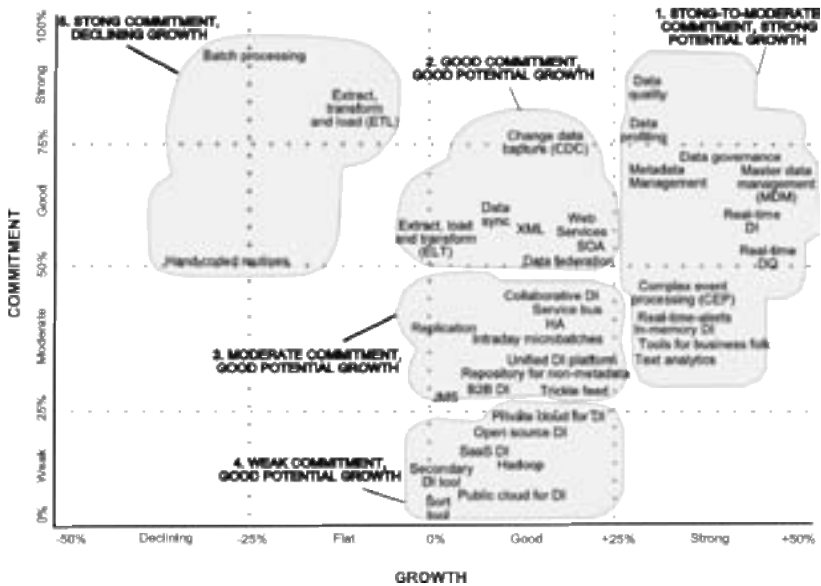 5. STONG COMMITMENT,
DECLINING GROWTH
1. STONG-TO-MODERATE
COMMITMENT, STRONG
POTENTIAL GROWTH
2. GOOD COMMITMENT,
GOOD POTENTIAL GROWTH
100%
Strong
75%
Good
50%
Moderate
25%
Weak
0%
COMMITMENT
Batch processing
Extract,
transform
and load (ETL)
Handcoded routines
Change data
capture (CDC)
Data
sync
Extract, load
and transform
(ELT)
XML
Web
Services
SOA
Data federation
Data
quality
Data
profiling
Data governance
Metadata
Management
Master data
management
(MDM)
Real-time
DI
Real-time
DQ
Complex event
processing (CEP)
Real-time-alerts
In-memory DI
Tools for business folk
Text analytics
3. MODERATE COMMITMENT,
GOOD POTENTIAL GROWTH
Collaborative DI
Service bus
HA
Replication
Intraday microbatches
Unified DI platform
Repository for non-metadata
JMS
B2B DI
Trickle feed
4. WEAK COMMITMENT,
GOOD POTENTIAL GROWTH
Private cloud for DI
Open source DI
SaaS DI
Hadoop
Secondary
DI tool
Public cloud for DI
Sort
tool
-50%
Declining
-25%
Flat
0%
Good
+25%
Strong
+50%
GROWTH